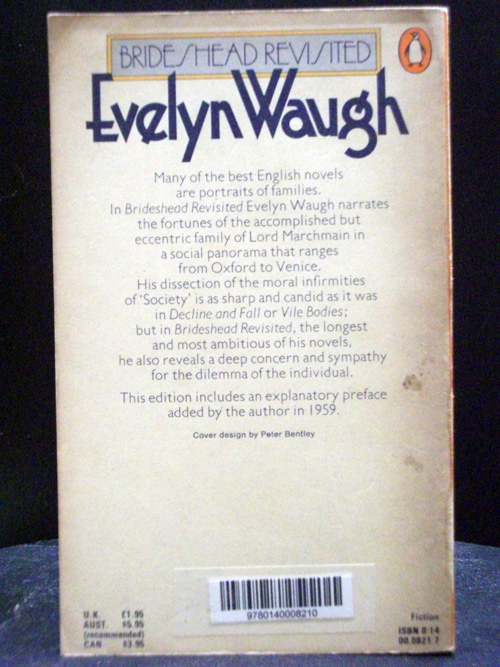 BRIDESHEAD REVISITED
Evelyn Waugh
Many of the best English novels
are portraits of families.
In Brideshead Revisited Evelyn Waugh narrates
the fortunes of the accomplished but
eccentric family of Lord Marchmain in
a social panorama that ranges
from Oxford to Venice.
His dissection of the moral infirmities
of 'Society' is as sharp and candid as it was
in Decline and Fall or Vile Bodies;
but in Brideshead Revisited, the longest
and most ambitious of his novels,
he also reveals a deep concern and sympathy
for the dilemma of the individual.
This edition includes an explanatory preface
added by the author in 1959.
Cover design by Peter Bentley
U.K. £1.95
AUST. $5.95
(recommended)
CAN. $3.95
9780140008210
Fiction
ISBN 0 14
00.0821 7